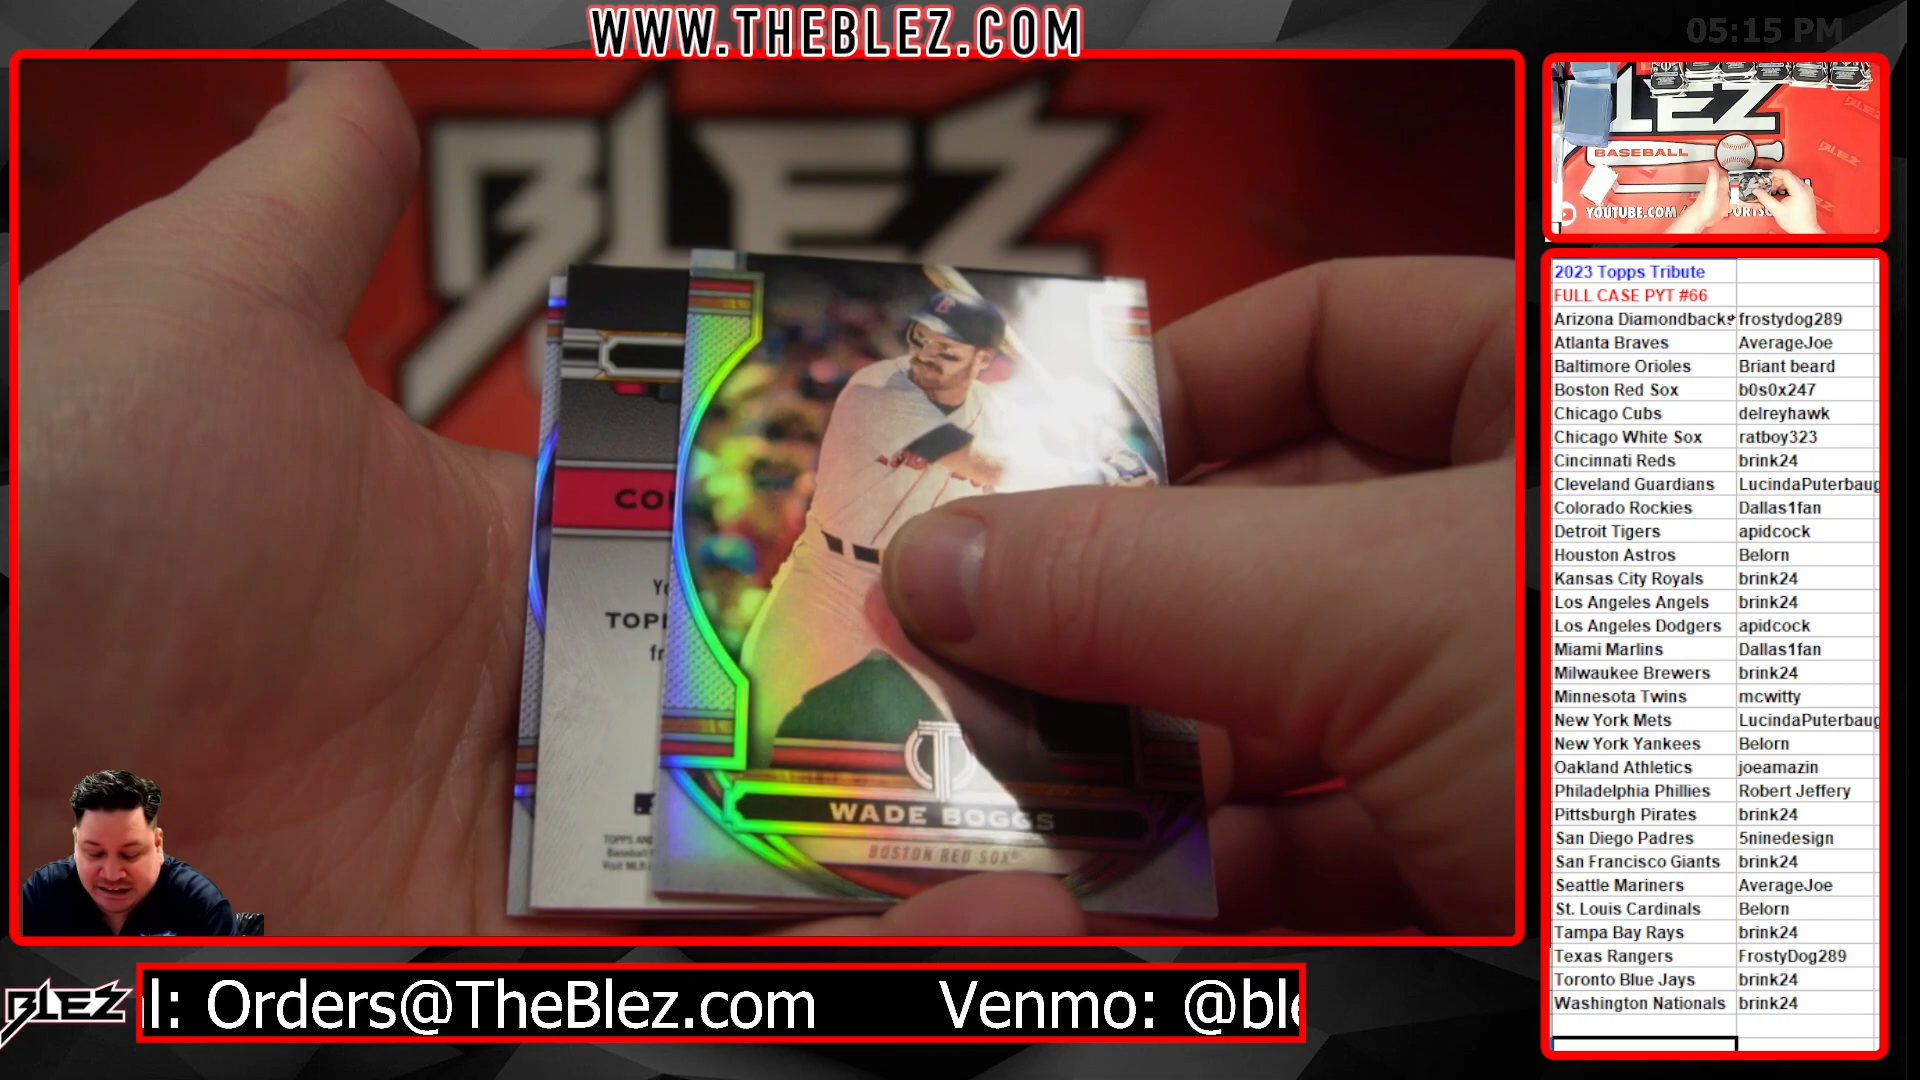 WWW.THEBLEZ.COM
05:15 PM
BLEZ
BLEZ
BASEBALL
YOUTUBE.COM/
2023 Topps Tribute
FULL CASE PYT #66
Arizona Diamondbacks frostydog289
Atlanta Braves AverageJoe
Baltimore Orioles Briant beard
Boston Red Sox b0s0x247
Chicago Cubs delreyhawk
Chicago White Sox ratboy323
Cincinnati Reds brink24
Cleveland Guardians LucindaPuterbaug
Colorado Rockies Dallas1fan
Detroit Tigers apidcock
Houston Astros Belorn
Kansas City Royals brink24
Los Angeles Angels brink24
Los Angeles Dodgers apidcock
Miami Marlins Dallas1fan
Milwaukee Brewers brink24
Minnesota Twins mcwitty
New York Mets LucindaPuterbaug
New York Yankees Belorn
Oakland Athletics joeamazin
Philadelphia Phillies Robert Jeffery
Pittsburgh Pirates brink24
San Diego Padres 5ninedesign
San Francisco Giants brink24
Seattle Mariners AverageJoe
St. Louis Cardinals Belorn
Tampa Bay Rays brink24
Texas Rangers FrostyDog289
Toronto Blue Jays brink24
Washington Nationals brink24
WADE BOGGS
BOSTON RED SOX
BLEZ
l: Orders@TheBlez.com Venmo: @ble